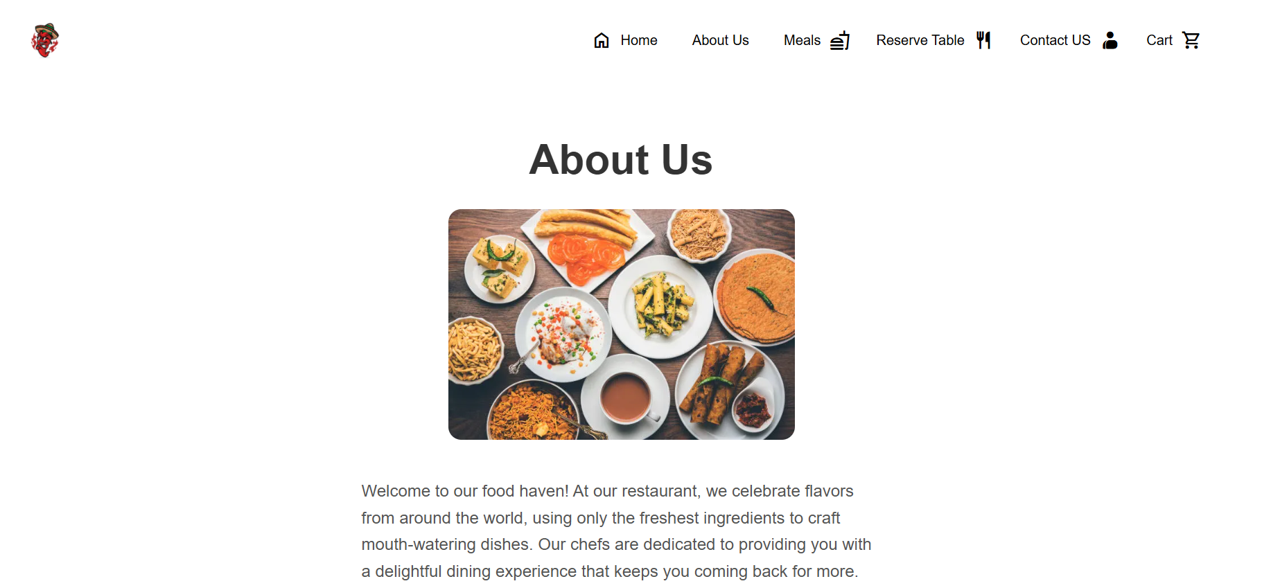 Home About Us Meals Reserve Table Contact US Cart
About Us
Welcome to our food haven! At our restaurant, we celebrate flavors
from around the world, using only the freshest ingredients to craft
mouth-watering dishes. Our chefs are dedicated to providing you with
a delightful dining experience that keeps you coming back for more.